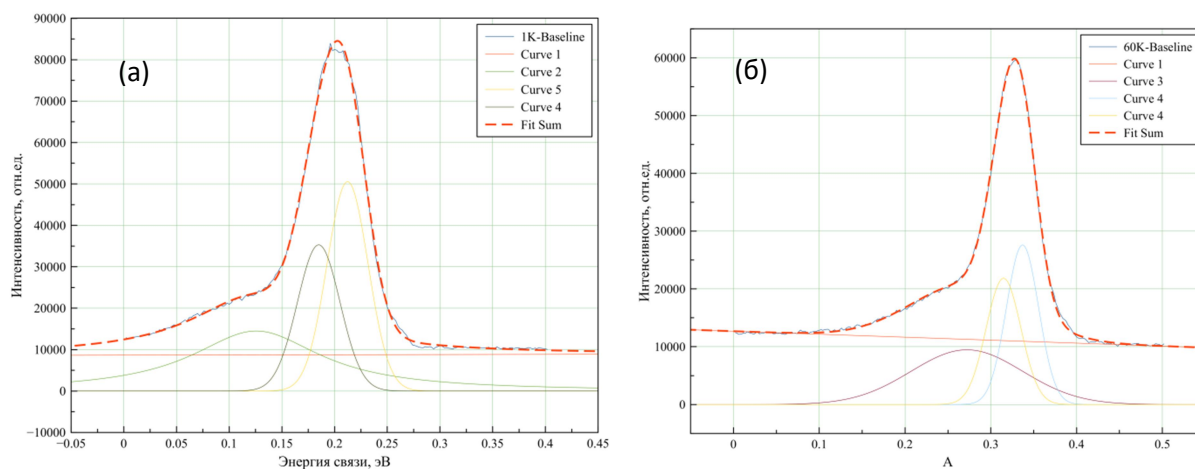 (а)
90000
80000
70000
60000
50000
40000
30000
20000
10000
0
−10000
Интенсивность, отн.ед.
1K-Baseline
Curve 1
Curve 2
Curve 5
Curve 4
Fit Sum
−0.05 0 0.05 0.1 0.15 0.2 0.25 0.3 0.35 0.4 0.45
Энергия связи, эВ
(б)
60000
50000
40000
30000
20000
10000
0
Интенсивность, отн.ед.
60K-Baseline
Curve 1
Curve 3
Curve 4
Curve 4
Fit Sum
0 0.1 0.2 0.3 0.4 0.5
А